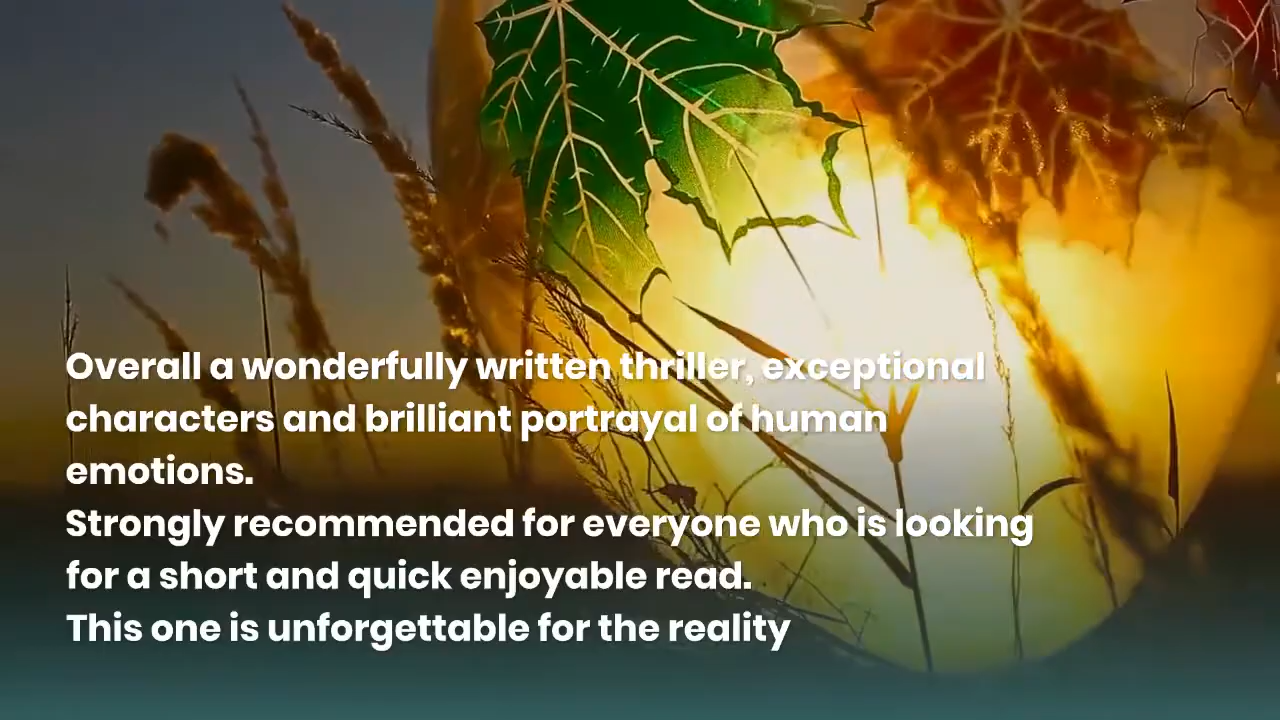 Overall a wonderfully written thriller, exceptional
characters and brilliant portrayal of human
emotions.
Strongly recommended for everyone who is looking
for a short and quick enjoyable read.
This one is unforgettable for the reality